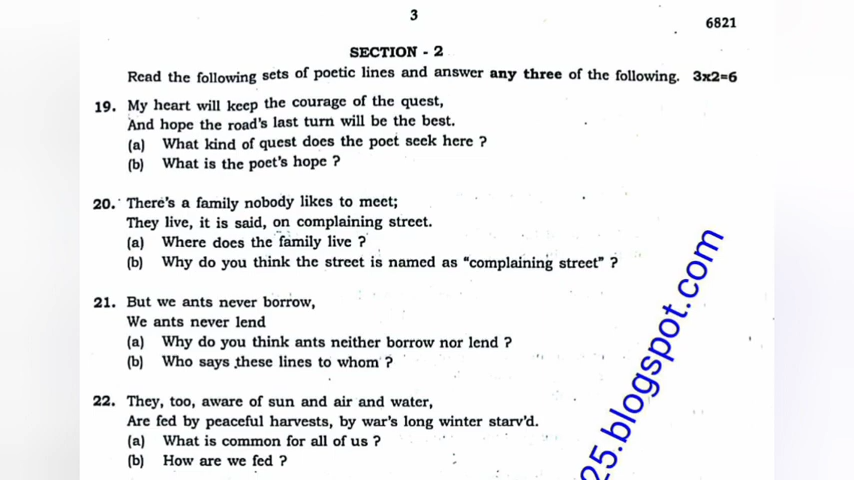 3
6821
SECTION - 2
Read the following sets of poetic lines and answer any three of the following. 3x2=6
19. My heart will keep the courage of the quest,
And hope the road's last turn will be the best.
(a) What kind of quest does the poet seek here ?
(b) What is the poet's hope ?
20. There's a family nobody likes to meet;
They live, it is said, on complaining street.
(a) Where does the family live ?
(b) Why do you think the street is named as "complaining street" ?
21. But we ants never borrow,
We ants never lend
(a) Why do you think ants neither borrow nor lend ?
(b) Who says these lines to whom ?
22. They, too, aware of sun and air and water,
Are fed by peaceful harvests, by war's long winter starv'd.
(a) What is common for all of us ?
(b) How are we fed ?
25.blogspot.com